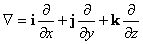 ∇ = i ∂/∂x + j ∂/∂y + k ∂/∂z